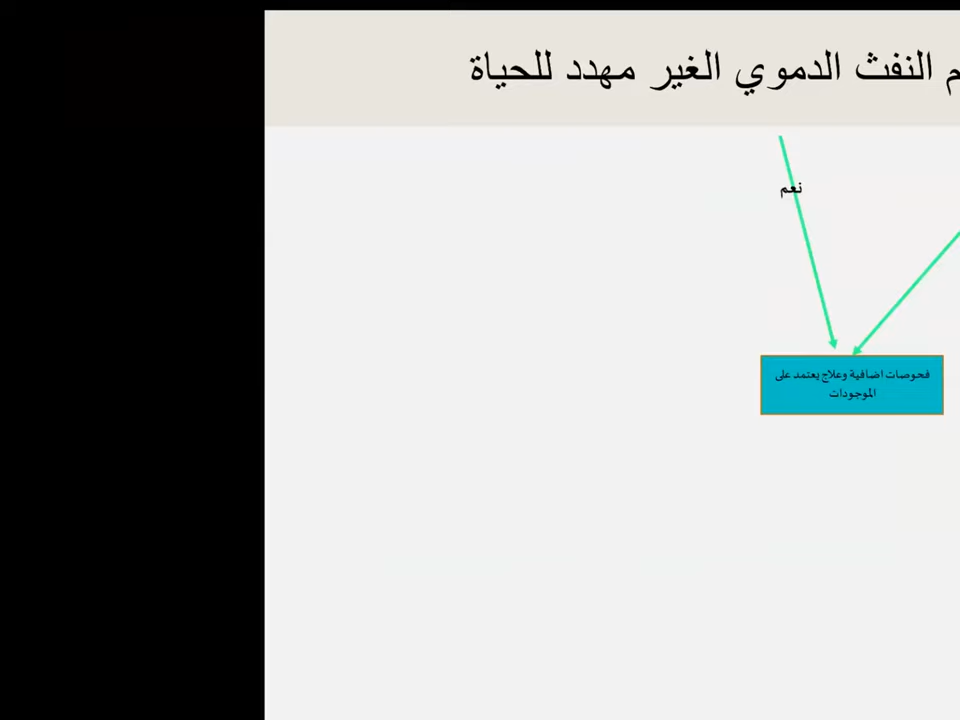 النفث الدموي الغير مهدد للحياة
نعم
فحوصات اضافية وعلاج يعتمد على
الموجودات